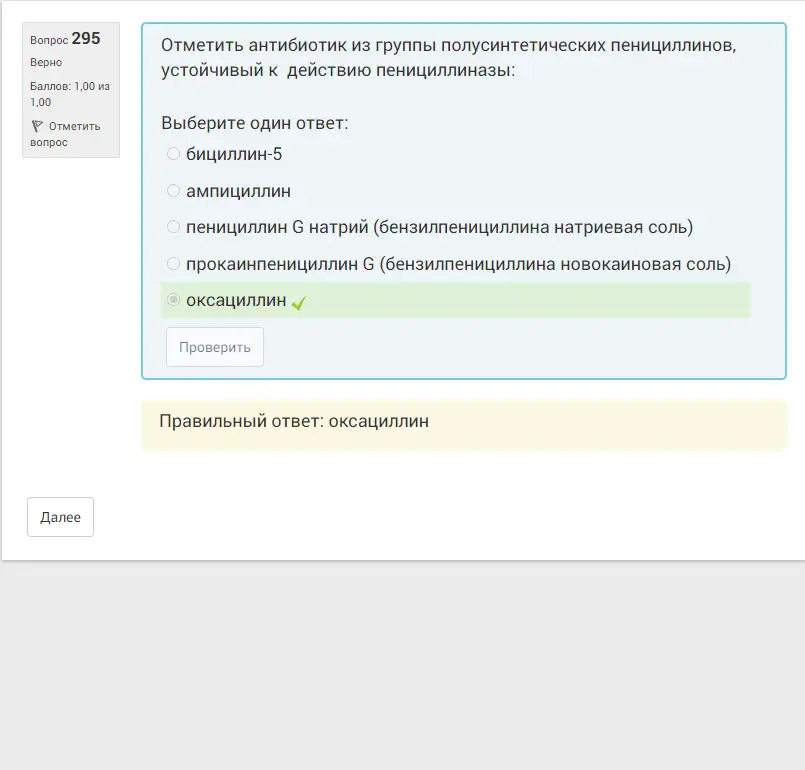 Вопрос 295
Верно
Баллов: 1,00 из
1,00
Отметить
вопрос
Отметить антибиотик из группы полусинтетических пенициллинов,
устойчивый к  действию пенициллиназы:
Выберите один ответ:
бициллин-5
ампициллин
пенициллин G натрий (бензилпенициллина натриевая соль)
прокаинпенициллин G (бензилпенициллина новокаиновая соль)
оксациллин
Проверить
Правильный ответ: оксациллин
Далее